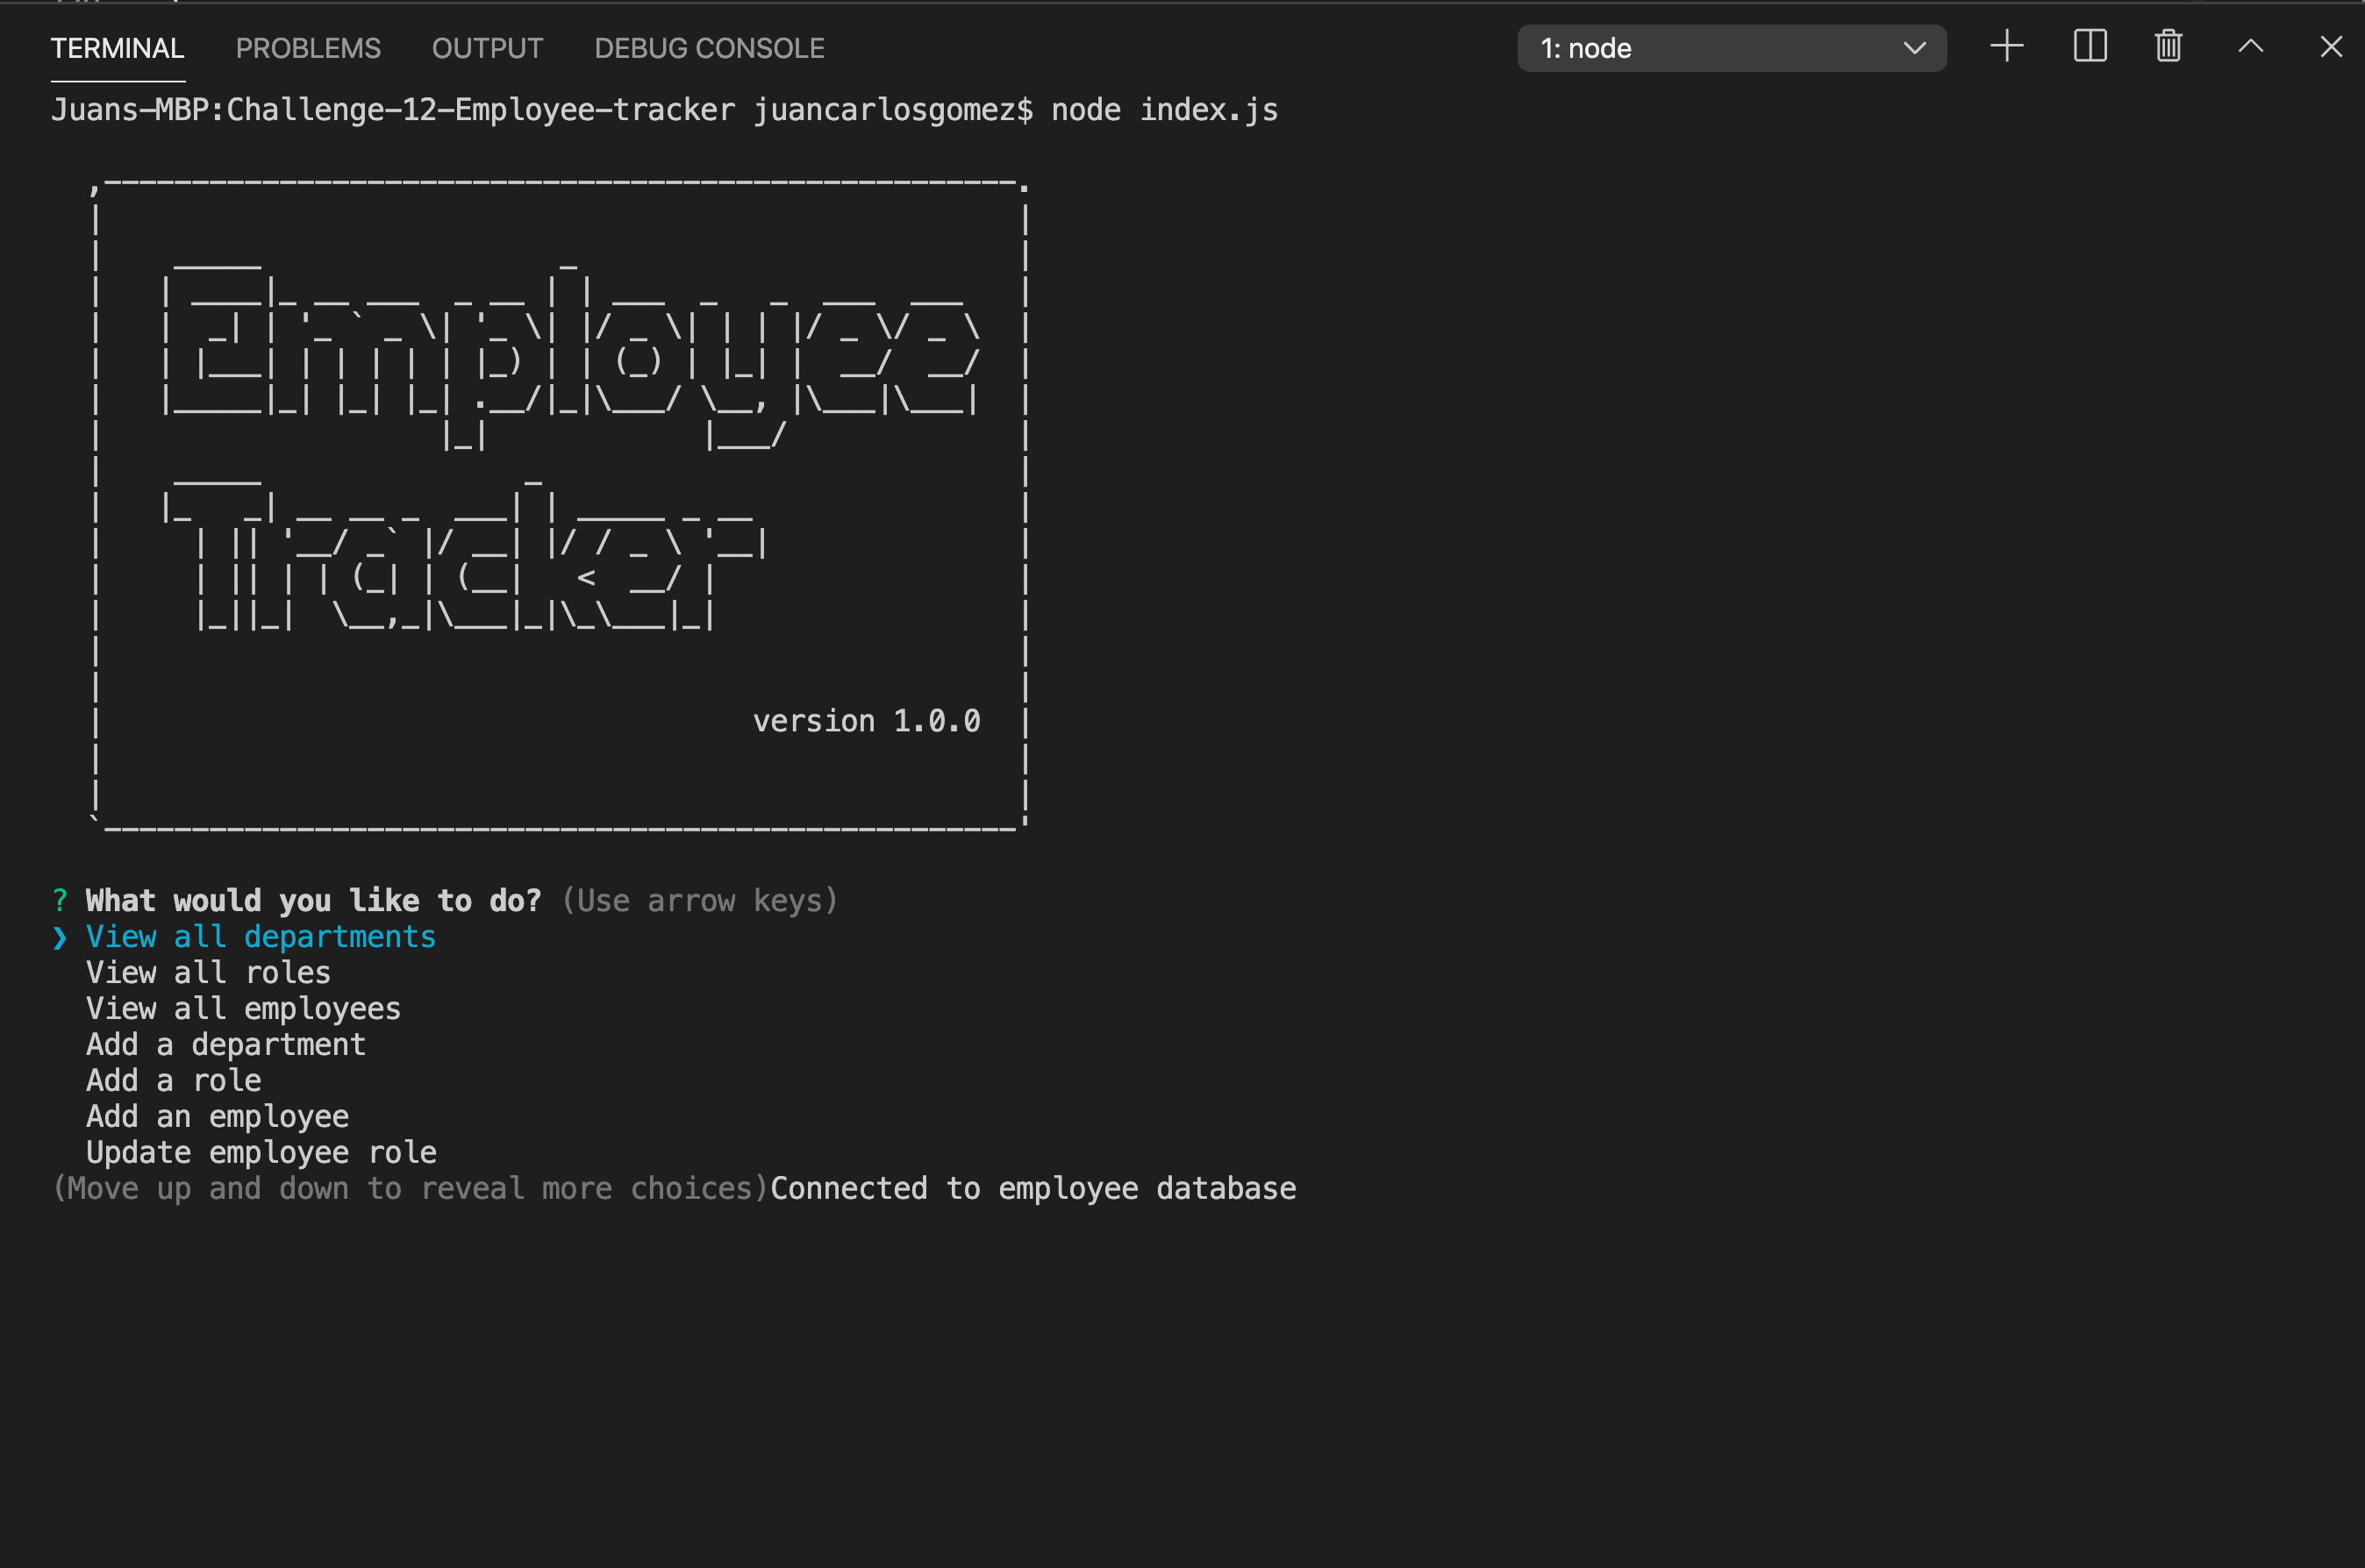 TERMINAL PROBLEMS OUTPUT DEBUG CONSOLE 1: node
Juans-MBP:Challenge-12-Employee-tracker juancarlosgomez$ node index.js
Employee
Tracker
version 1.0.0
? What would you like to do? (Use arrow keys)
❯ View all departments
View all roles
View all employees
Add a department
Add a role
Add an employee
Update employee role
(Move up and down to reveal more choices)Connected to employee database